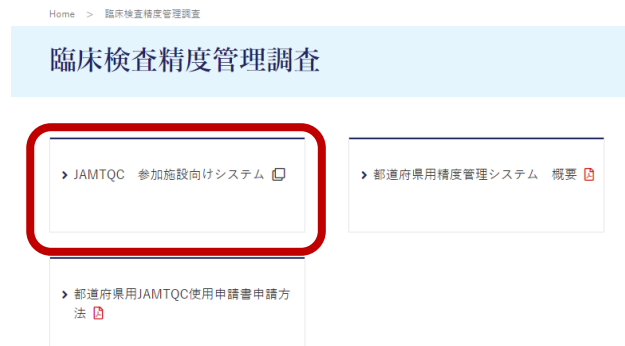 Home > 臨床検査精度管理調査
臨床検査精度管理調査
JAMTQC 参加施設向けシステム
都道府県用精度管理システム 概要
都道府県用JAMTQC使用申請書申請方
法